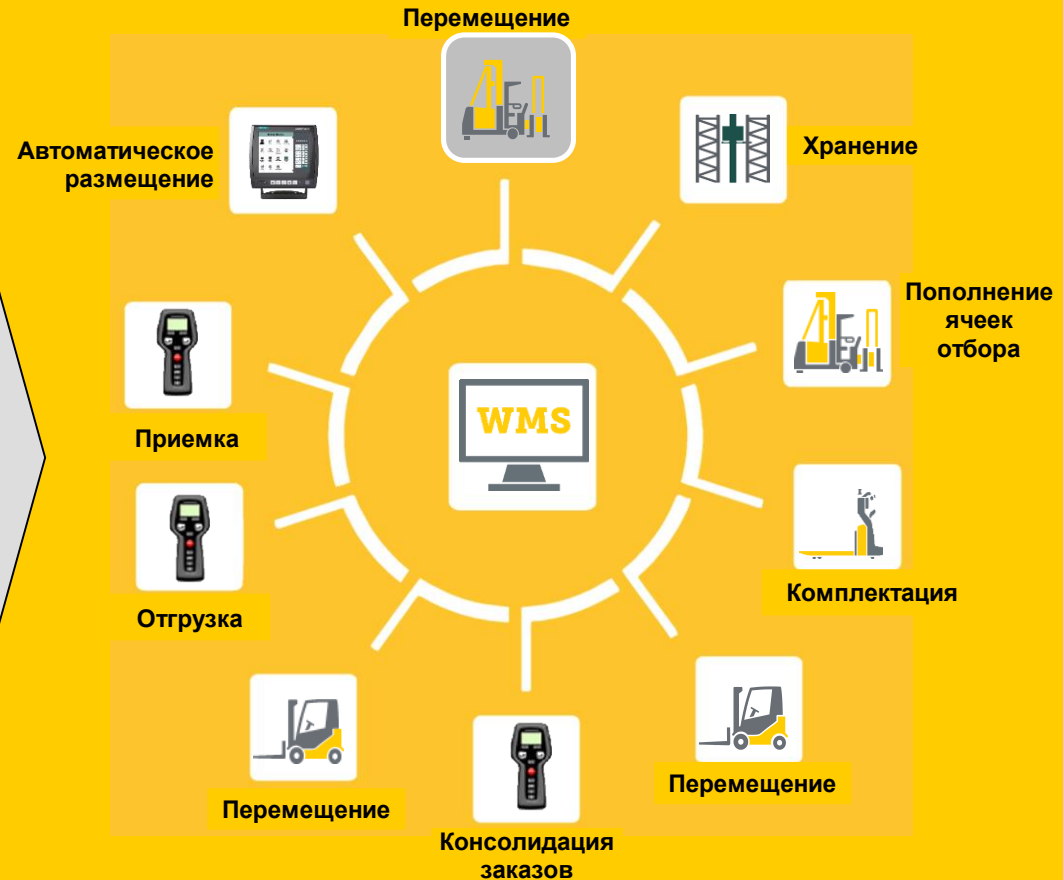 Перемещение
Автоматическое
размещение
Хранение
Пополнение
ячеек
отбора
WMS
Приемка
Отгрузка
Комплектация
Перемещение
Перемещение
Консолидация
заказов